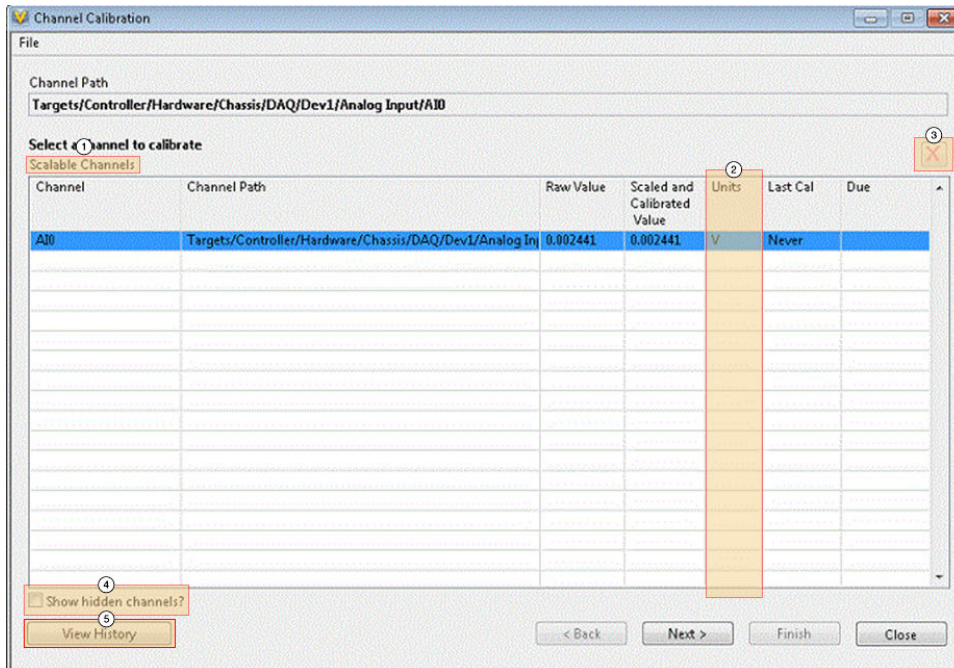 Channel Calibration
File
Channel Path
Targets/Controller/Hardware/Chassis/DAQ/Dev1/Analog Input/AI0
Select a channel to calibrate
1
3
Scalable Channels
X
2
Channel Channel Path Raw Value Scaled and Calibrated Value Units Last Cal Due
AI0 Targets/Controller/Hardware/Chassis/DAQ/Dev1/Analog In 0.002441 0.002441 V Never
4
Show hidden channels?
5
View History < Back Next > Finish Close